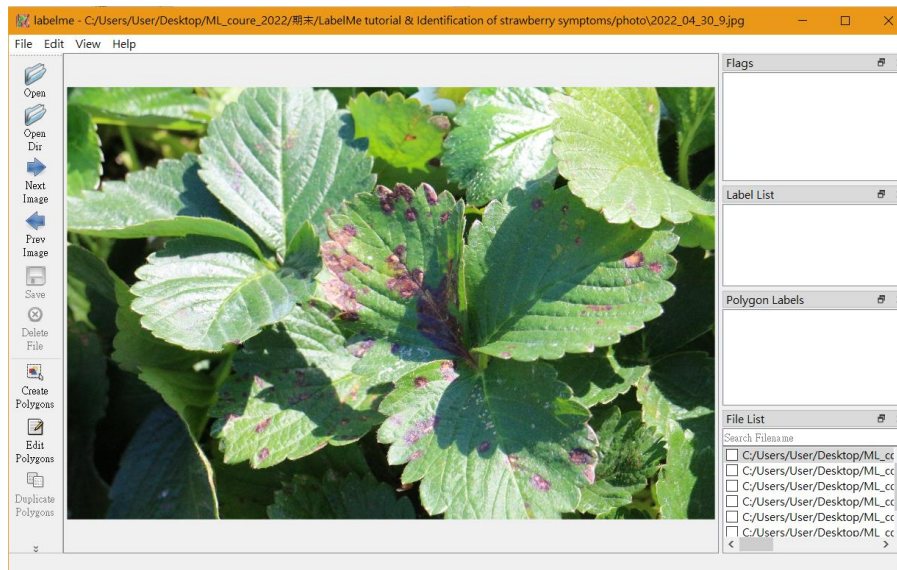 labelme - C:/Users/User/Desktop/ML_coure_2022/期末/LabelMe tutorial & Identification of strawberry symptoms/photo\2022_04_30_9.jpg
File Edit View Help
Open
Open
Dir
Next
Image
Prev
Image
Save
Delete
File
Create
Polygons
Edit
Polygons
Duplicate
Polygons
Flags
Label List
Polygon Labels
File List
Search Filename
C:/Users/User/Desktop/ML_cc
C:/Users/User/Desktop/ML_cc
C:/Users/User/Desktop/ML_cc
C:/Users/User/Desktop/ML_cc
C:/Users/User/Desktop/ML_cc
C:/Users/User/Desktop/ML_cc